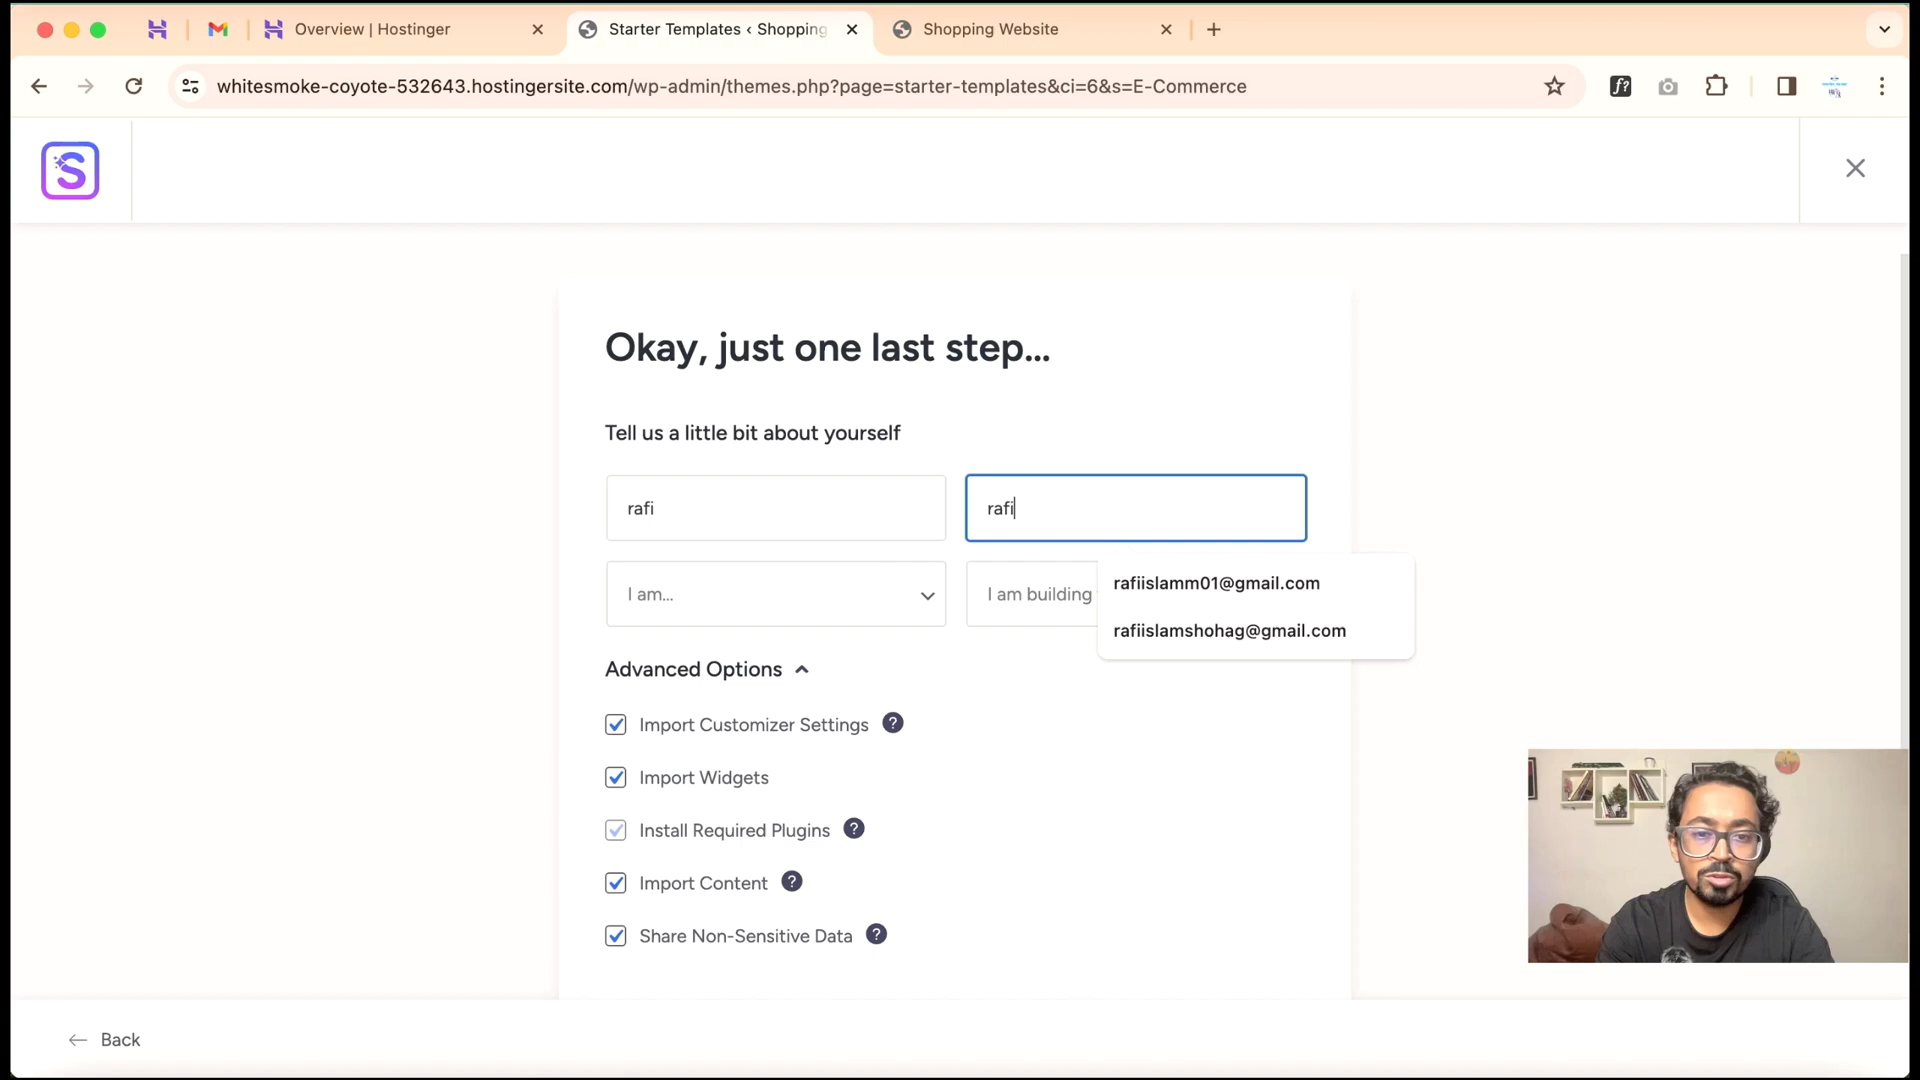 Overview | Hostinger
Starter Templates ‹ Shopping
Shopping Website
whitesmoke-coyote-532643.hostingersite.com/wp-admin/themes.php?page=starter-templates&ci=6&s=E-Commerce
f?
S
Okay, just one last step...
Tell us a little bit about yourself
rafi
rafi
I am...
I am building
rafiislamm01@gmail.com
rafiislamshohag@gmail.com
Advanced Options
Import Customizer Settings ?
Import Widgets
Install Required Plugins ?
Import Content ?
Share Non-Sensitive Data ?
Back